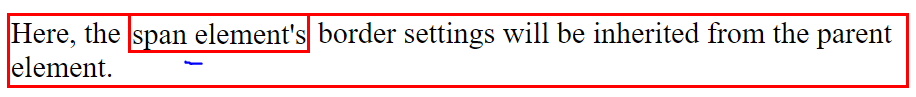 Here, the span element's border settings will be inherited from the parent
element.